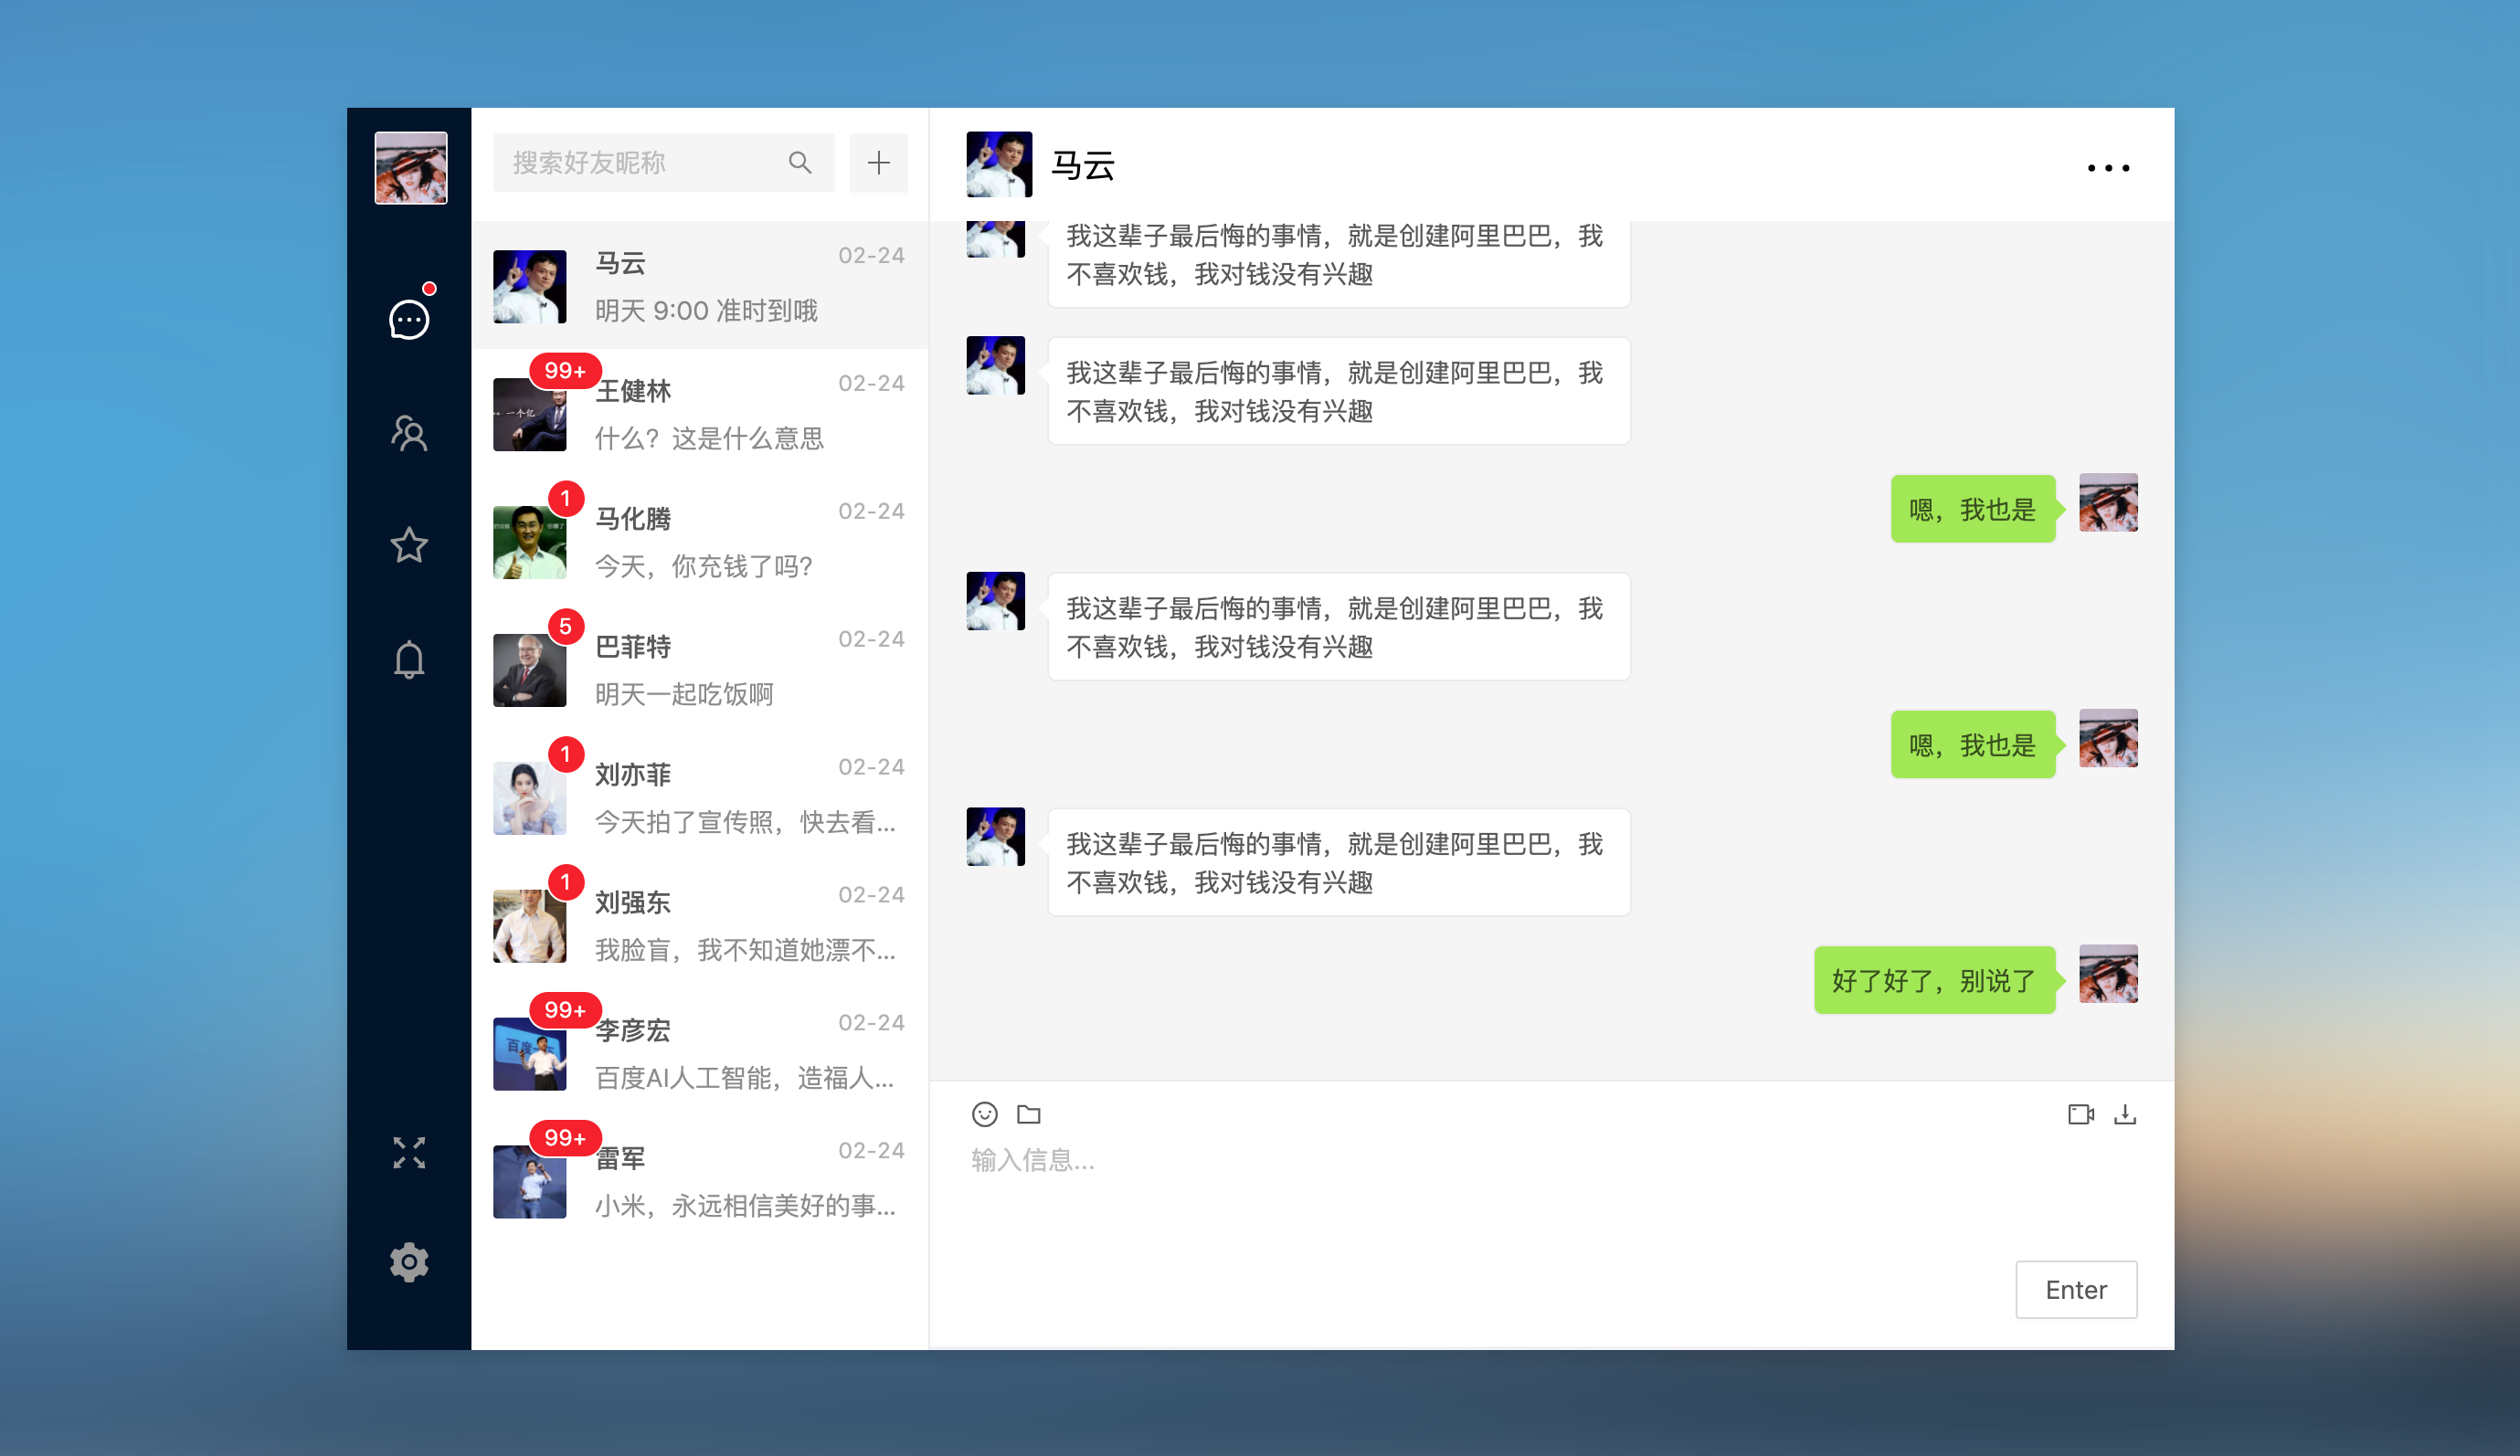 搜索好友昵称
马云
02-24
明天 9:00 准时到哦
99+
王健林
02-24
一个亿
什么？这是什么意思
1
马化腾
02-24
今天，你充钱了吗?
5
巴菲特
02-24
明天一起吃饭啊
1
刘亦菲
02-24
今天拍了宣传照，快去看...
1
刘强东
02-24
我脸盲，我不知道她漂不...
99+
李彦宏
02-24
百度
百度AI人工智能，造福人...
99+
雷军
02-24
小米，永远相信美好的事...
马云
我这辈子最后悔的事情，就是创建阿里巴巴，我
不喜欢钱，我对钱没有兴趣
我这辈子最后悔的事情，就是创建阿里巴巴，我
不喜欢钱，我对钱没有兴趣
嗯，我也是
我这辈子最后悔的事情，就是创建阿里巴巴，我
不喜欢钱，我对钱没有兴趣
嗯，我也是
我这辈子最后悔的事情，就是创建阿里巴巴，我
不喜欢钱，我对钱没有兴趣
好了好了，别说了
输入信息...
Enter